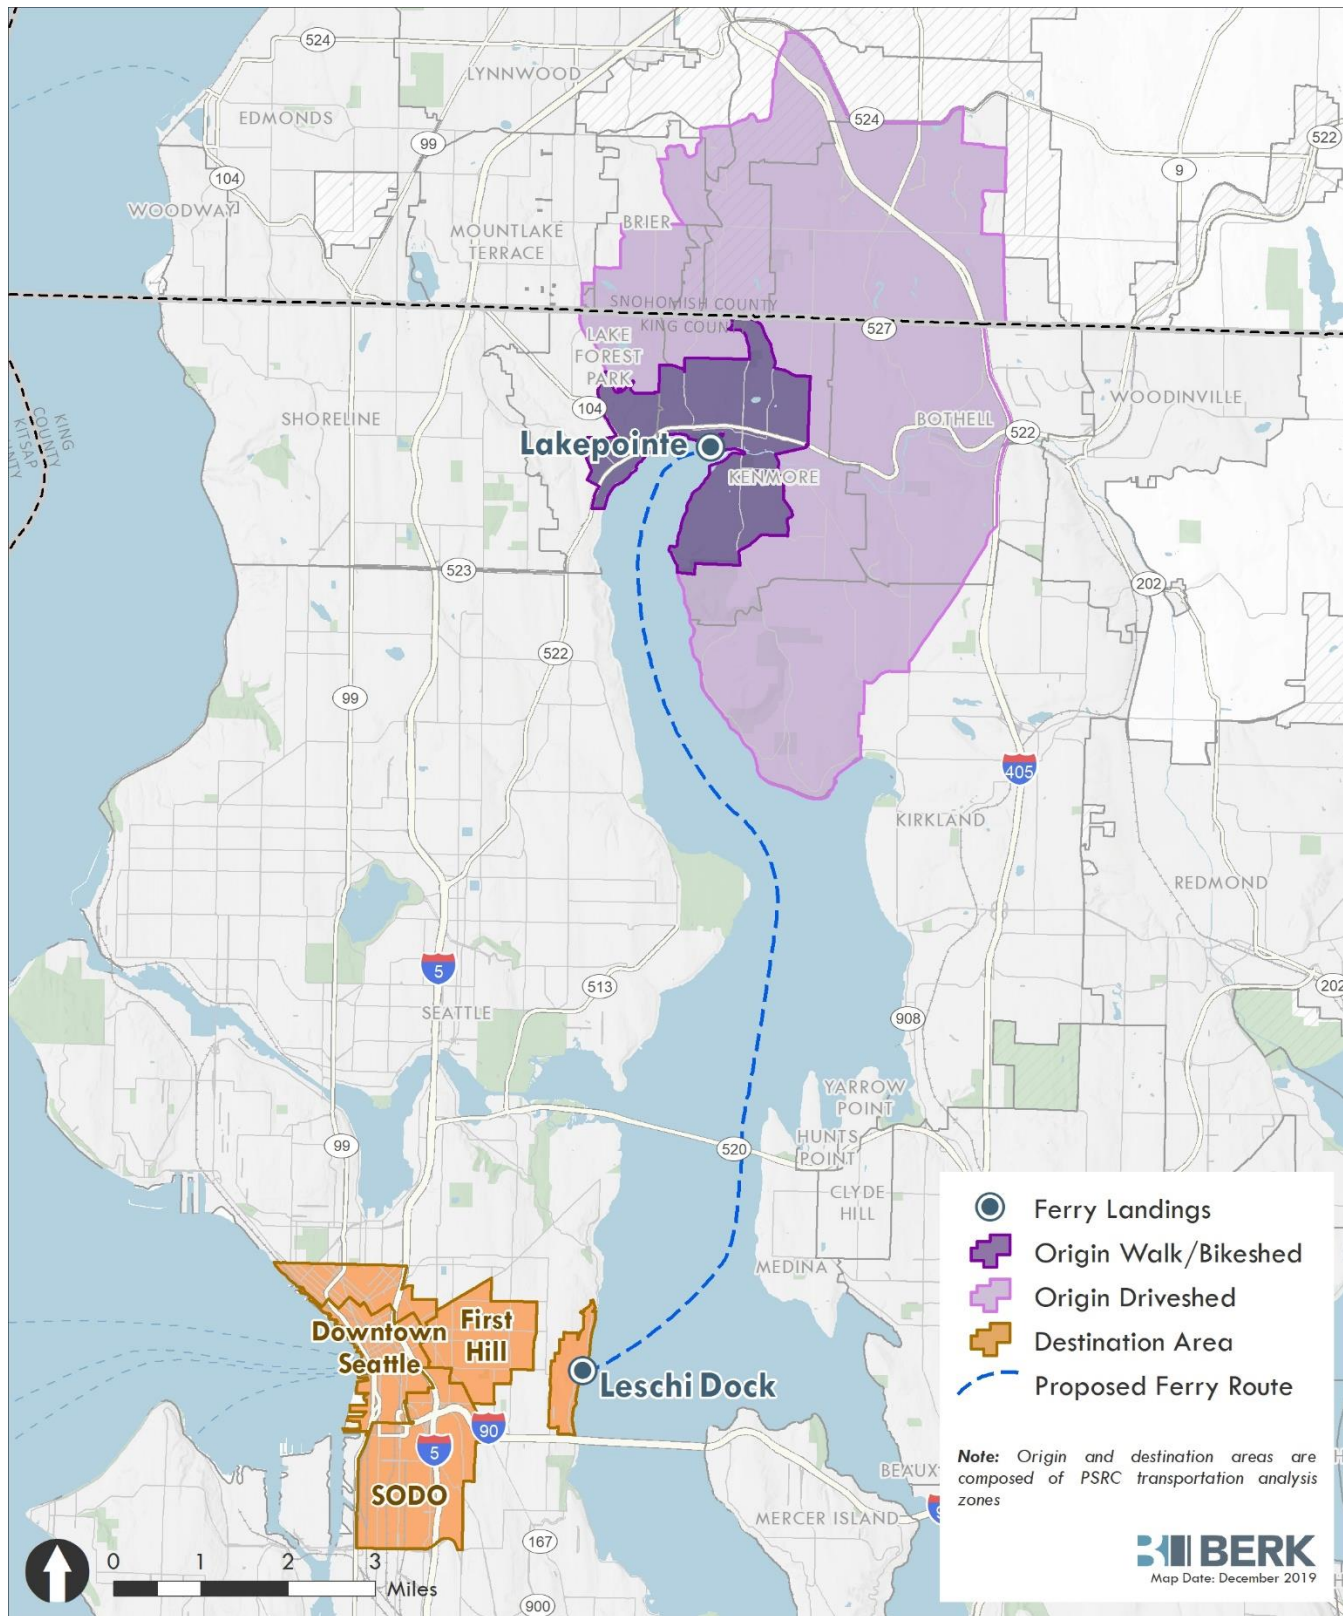 524
LYNNWOOD
EDMONDS
524
99
522
9
104
WOODWAY
BRIER
MOUNTLAKE
TERRACE
SNOHOMISH COUNTY
KING COUN
527
LAKE
FOREST
PARK
104
SHORELINE
KING
COUNTY
KITSAP
UNTY
WOODINVILLE
BOTHELL
522
Lakepointe
KENMORE
523
202
522
99
405
KIRKLAND
REDMOND
5
513
SEATTLE
202
908
YARROW
POINT
HUNTS
POINT
99
520
CLYDE
HILL
MEDINA
Downtown
Seattle
First
Hill
Leschi Dock
90
5
SODO
BEAUX
MERCER ISLAND
167
900
Ferry Landings
Origin Walk/Bikeshed
Origin Driveshed
Destination Area
Proposed Ferry Route
Note: Origin and destination areas are
composed of PSRC transportation analysis
zones
BERK
Map Date: December 2019
0 1 2 3
Miles